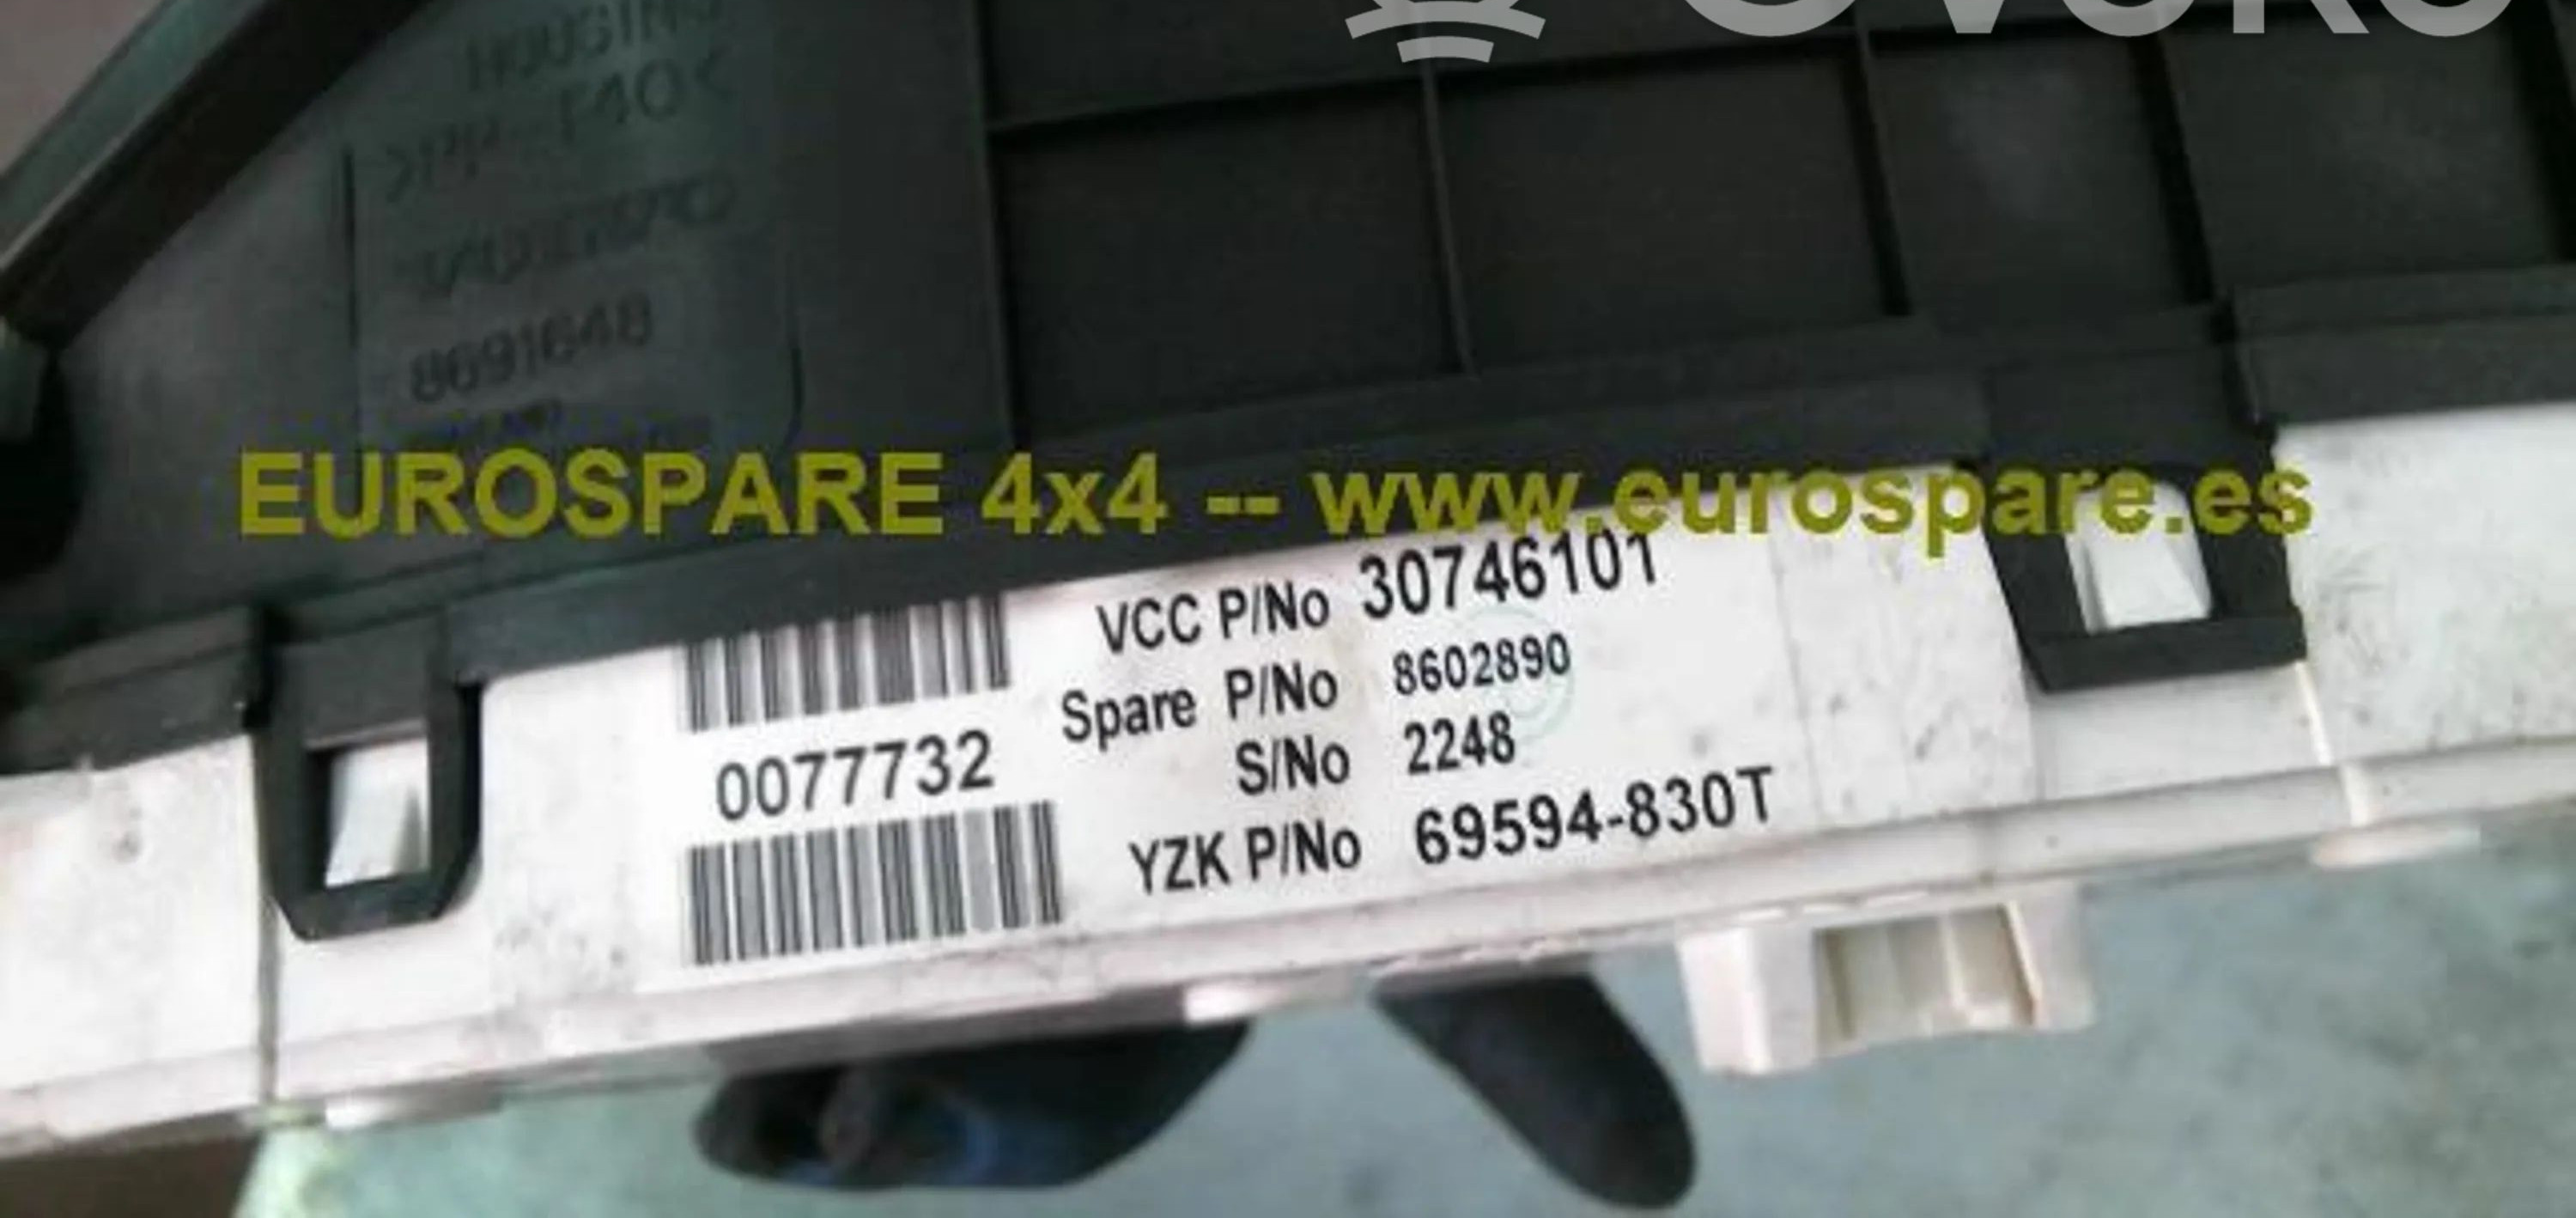 HOUSING
8691648
EUROSPARE 4x4 -- www.eurospare.es
VCC P/No 30746101
Spare P/No 8602890
0077732
S/No 2248
YZK P/No 69594-830T